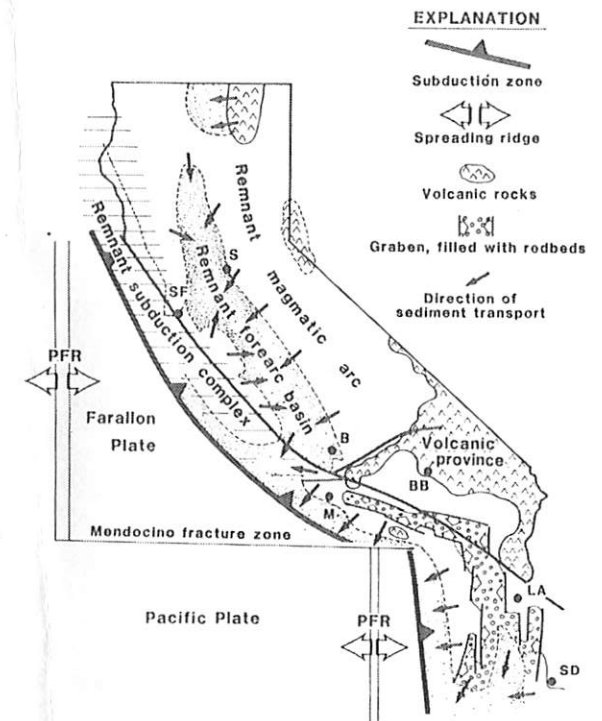 EXPLANATION
Subduction zone
Spreading ridge
Volcanic rocks
Graben, filled with rodbeds
Direction of
sediment transport
Remnant
magmatic
arc
Remnant forearc basin
Remnant subduction complex
S
SF
PFR
Farallon
Plate
B
Volcanic
province
BB
M
Mendocino fracture zone
Pacific Plate
PFR
LA
SD